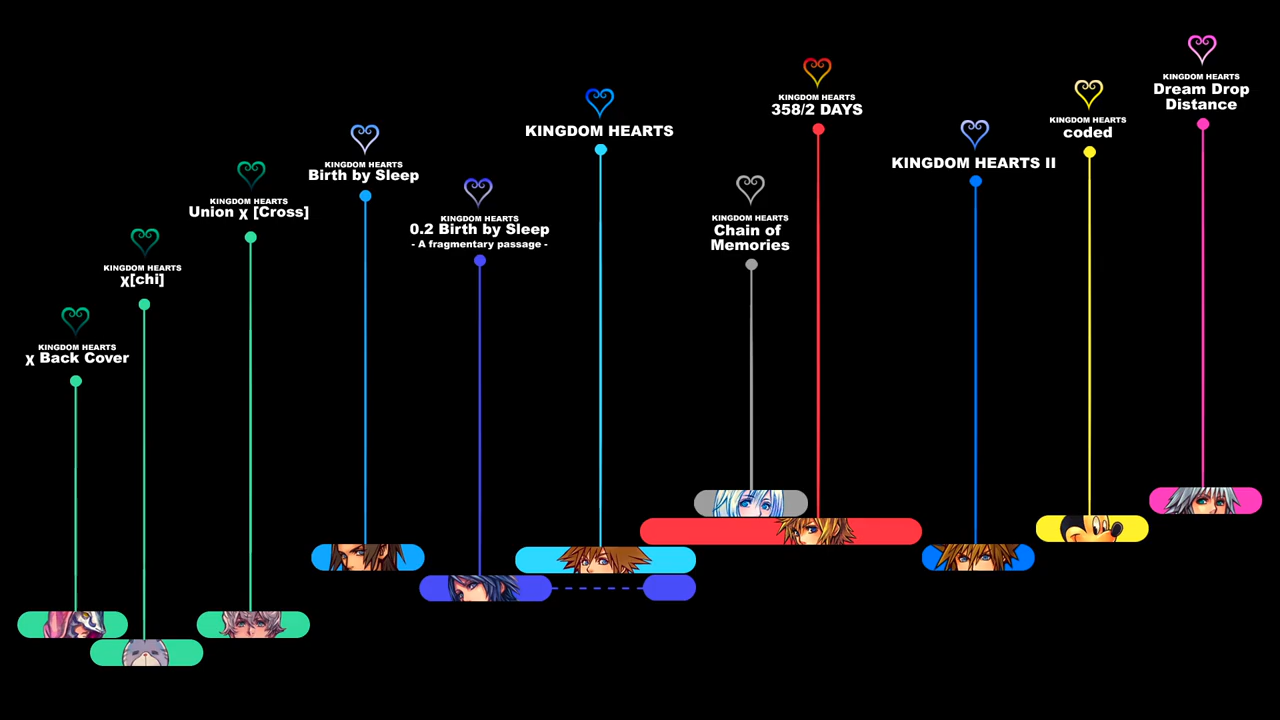 KINGDOM HEARTS
χ Back Cover
KINGDOM HEARTS
χ[chi]
KINGDOM HEARTS
Union χ [Cross]
KINGDOM HEARTS
Birth by Sleep
KINGDOM HEARTS
0.2 Birth by Sleep
- A fragmentary passage -
KINGDOM HEARTS
KINGDOM HEARTS
Chain of
Memories
KINGDOM HEARTS
358/2 DAYS
KINGDOM HEARTS II
KINGDOM HEARTS
coded
KINGDOM HEARTS
Dream Drop
Distance